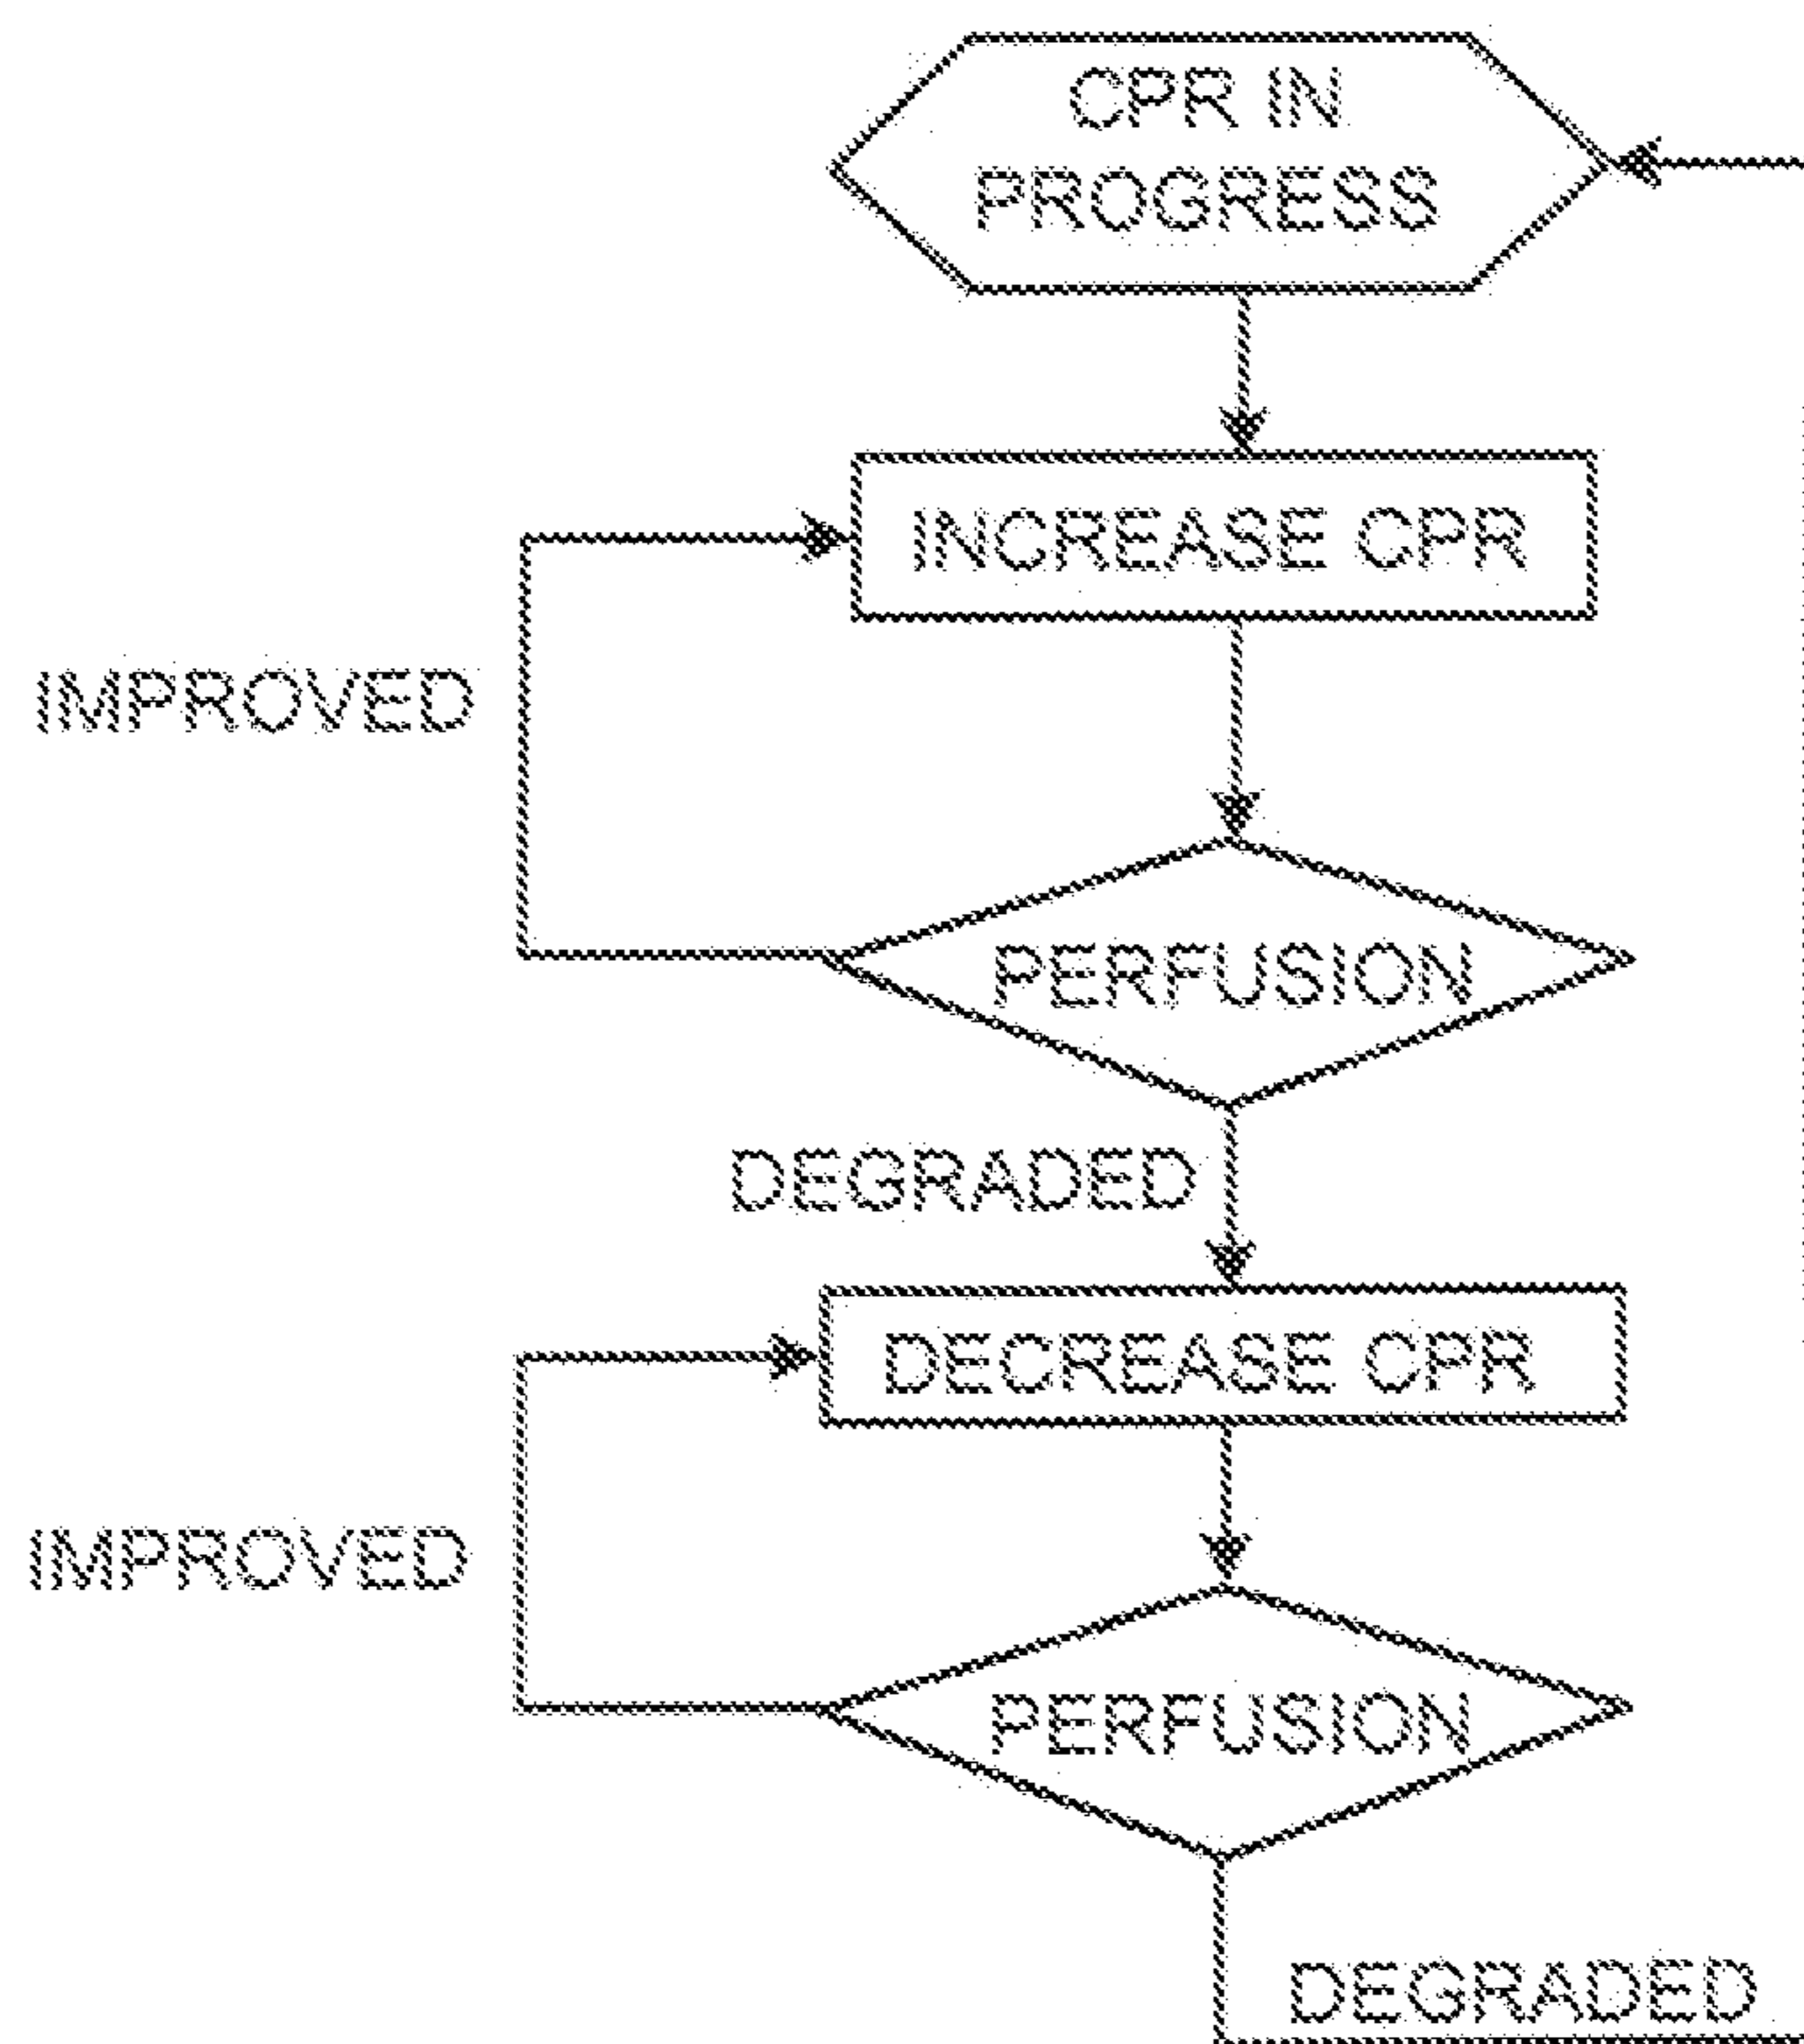 CPR IN
PROGRESS
INCREASE CPR
IMPROVED
PERFUSION
DEGRADED
DECREASE CPR
IMPROVED
PERFUSION
DEGRADED